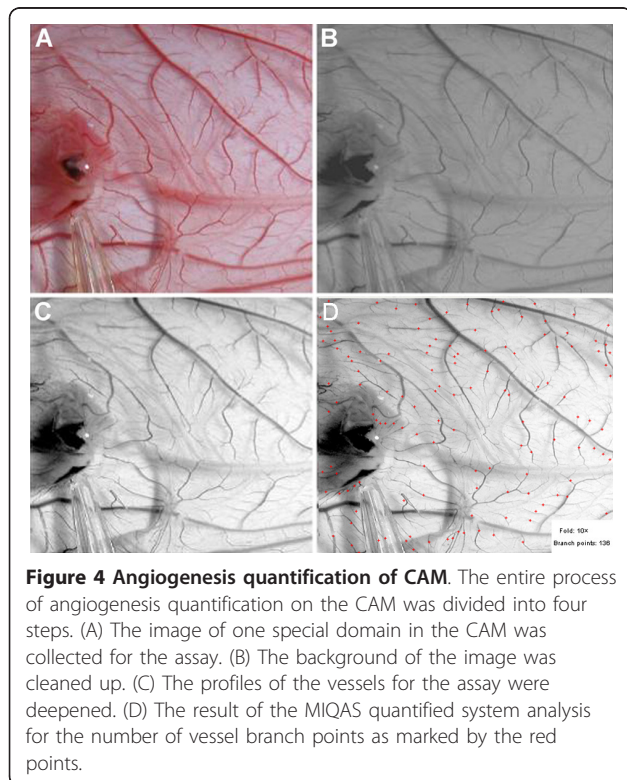 A
B
C
D
Fold: 10×
Branch points: 136
Figure 4 Angiogenesis quantification of CAM. The entire process
of angiogenesis quantification on the CAM was divided into four
steps. (A) The image of one special domain in the CAM was
collected for the assay. (B) The background of the image was
cleaned up. (C) The profiles of the vessels for the assay were
deepened. (D) The result of the MIQAS quantified system analysis
for the number of vessel branch points as marked by the red
points.